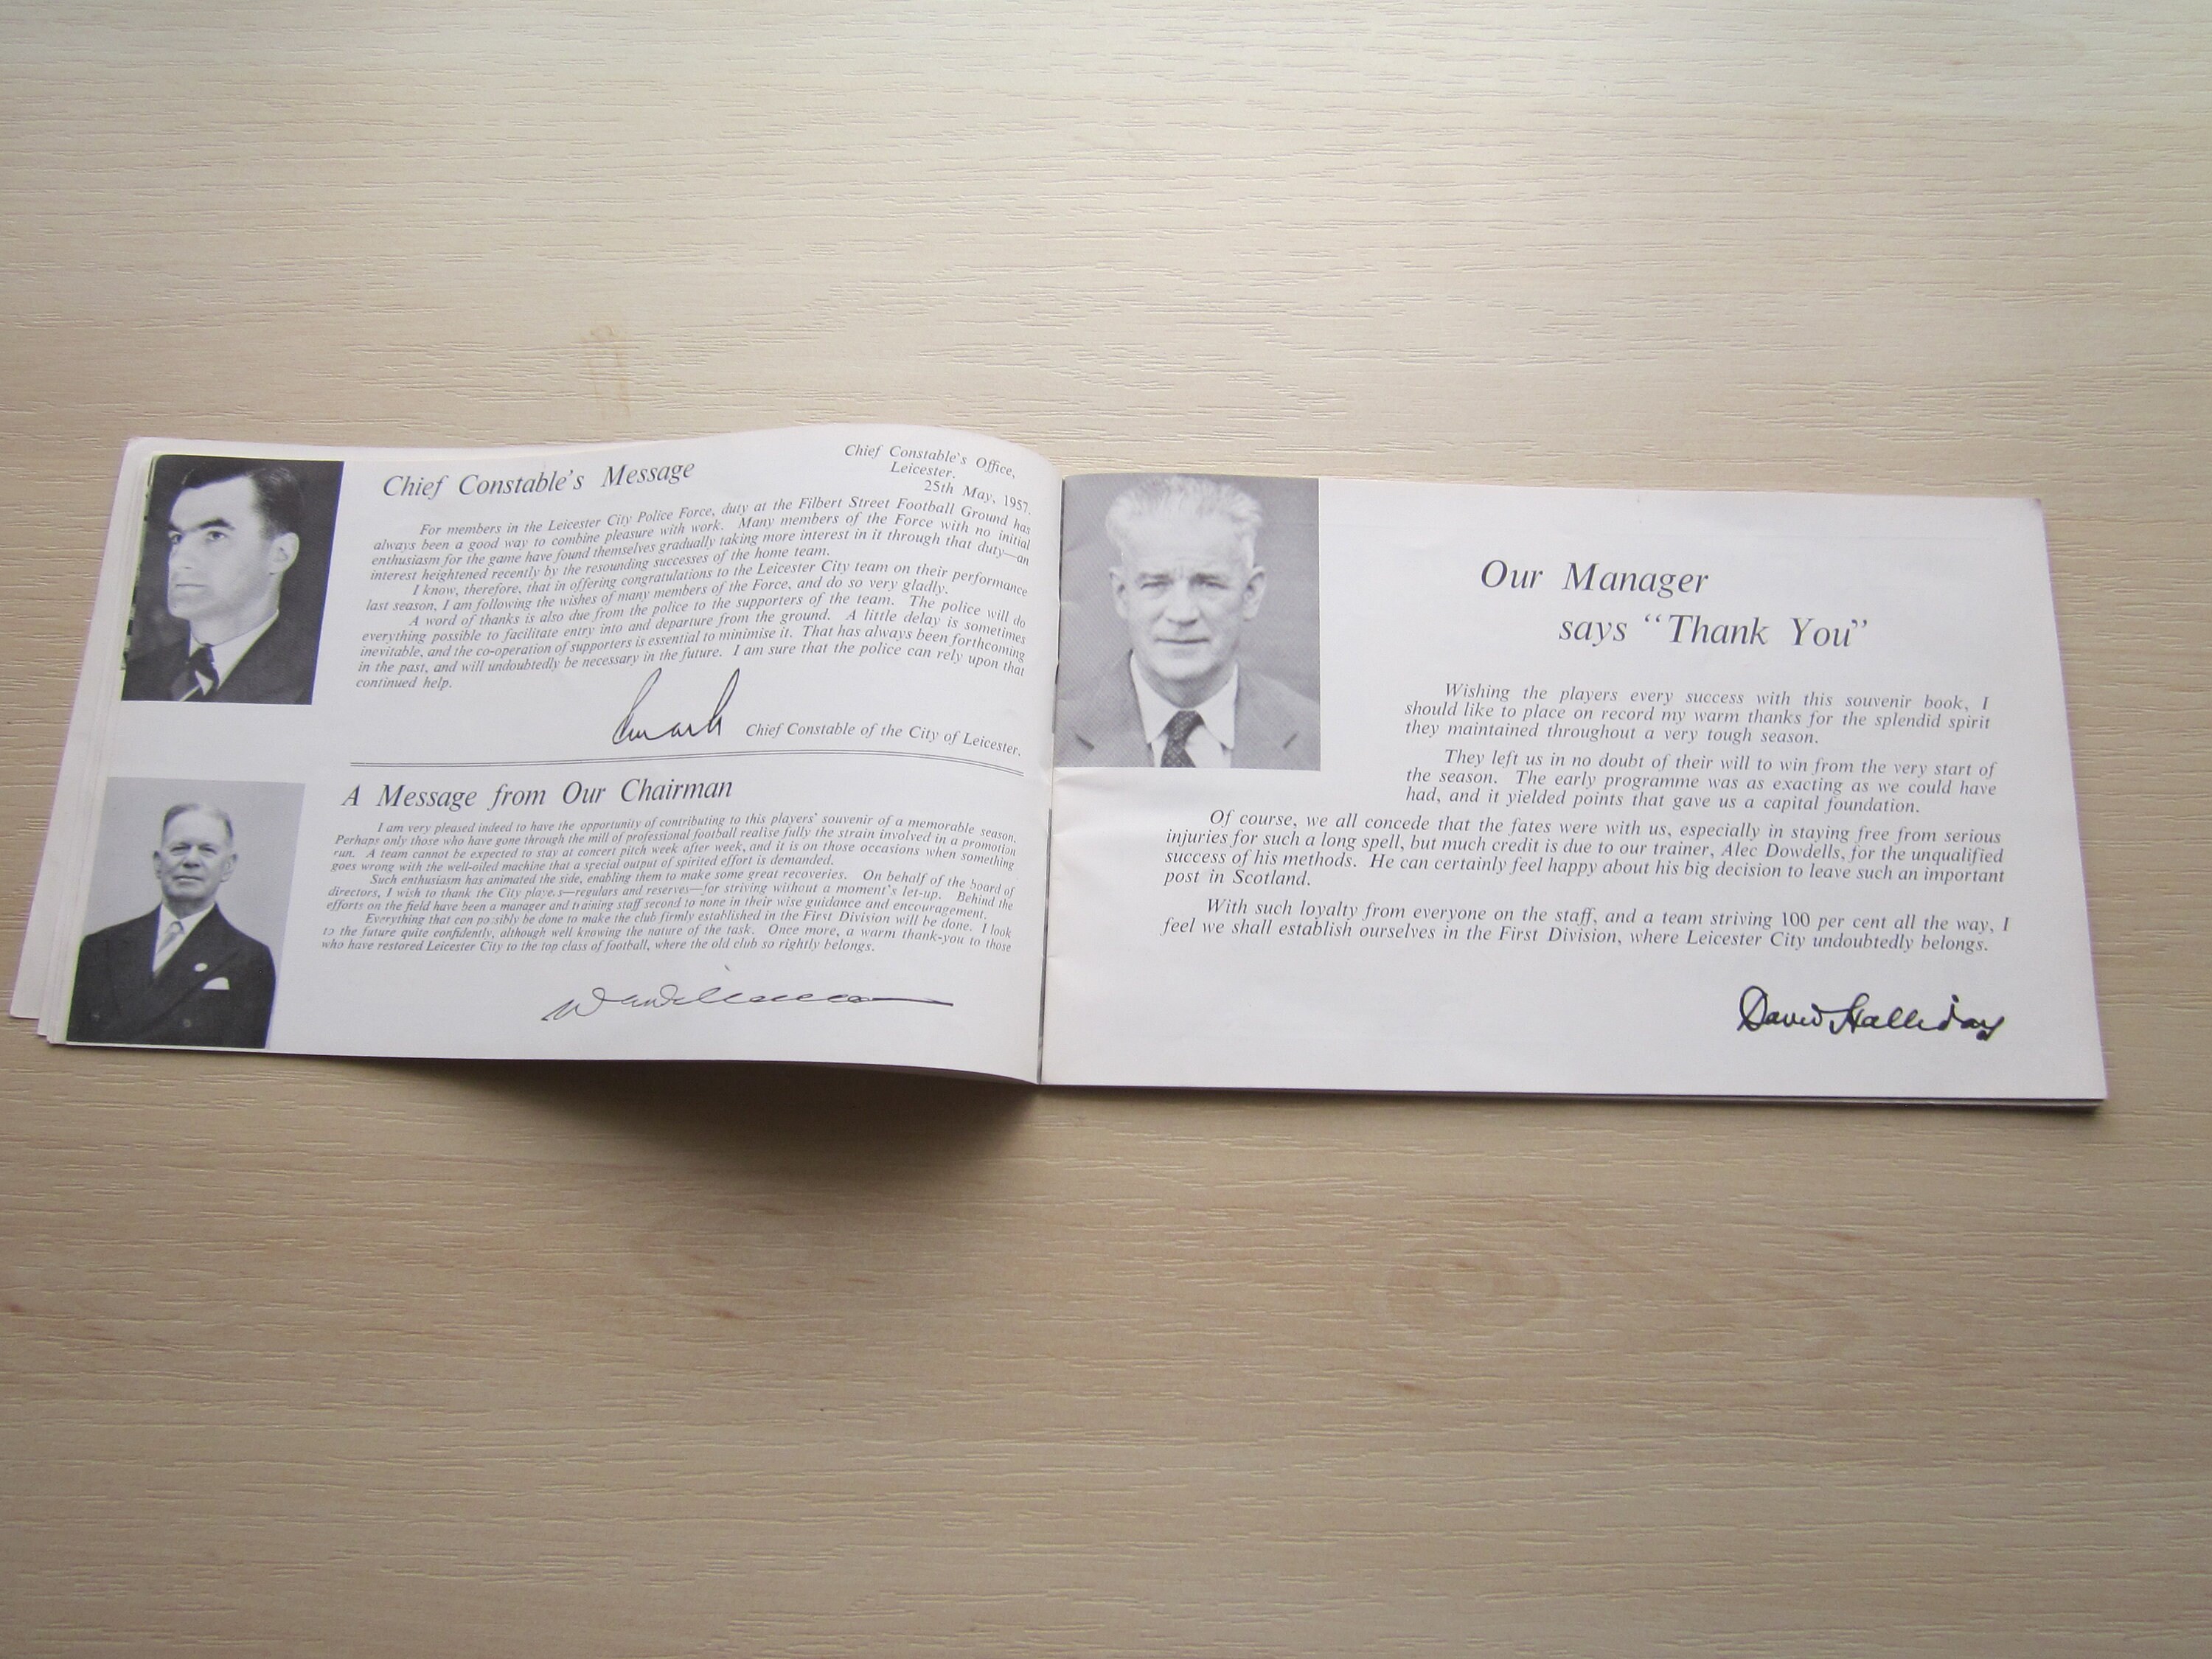 Chief Constable's Message
Chief Constable's Office,
Leicester.
25th May, 1957.
For members in the Leicester City Police Force, duty at the Filbert Street Football Ground has
always been a good way to combine pleasure with work. Many members of the Force with no initial
enthusiasm for the game have found themselves gradually taking more interest in it through that duty—an
interest heightened recently by the resounding successes of the home team.
I know, therefore, that in offering congratulations to the Leicester City team on their performance
last season, I am following the wishes of many members of the Force, and do so very gladly.
A word of thanks is also due from the police to the supporters of the team. The police will do
everything possible to facilitate entry into and departure from the ground. A little delay is sometimes
inevitable, and the co-operation of supporters is essential to minimise it. That has always been forthcoming
in the past, and will undoubtedly be necessary in the future. I am sure that the police can rely upon that
continued help.
Chief Constable of the City of Leicester.
A Message from Our Chairman
I am very pleased indeed to have the opportunity of contributing to this players' souvenir of a memorable season.
Perhaps only those who have gone through the mill of professional football realise fully the strain involved in a promotion
run. A team cannot be expected to stay at concert pitch week after week, and it is on those occasions when something
goes wrong with the well-oiled machine that a special output of spirited effort is demanded.
Such enthusiasm has animated the side, enabling them to make some great recoveries. On behalf of the board of
directors, I wish to thank the City playe.s—regulars and reserves—for striving without a moment's let-up. Behind the
efforts on the field have been a manager and training staff second to none in their wise guidance and encouragement.
Everything that can possibly be done to make the club firmly established in the First Division will be done. I look
to the future quite confidently, although well knowing the nature of the task. Once more, a warm thank-you to those
who have restored Leicester City to the top class of football, where the old club so rightly belongs.
Our Manager
says "Thank You"
Wishing the players every success with this souvenir book, I
should like to place on record my warm thanks for the splendid spirit
they maintained throughout a very tough season.
They left us in no doubt of their will to win from the very start of
the season. The early programme was as exacting as we could have
had, and it yielded points that gave us a capital foundation.
Of course, we all concede that the fates were with us, especially in staying free from serious
injuries for such a long spell, but much credit is due to our trainer, Alec Dowdells, for the unqualified
success of his methods. He can certainly feel happy about his big decision to leave such an important
post in Scotland.
With such loyalty from everyone on the staff, and a team striving 100 per cent all the way, I
feel we shall establish ourselves in the First Division, where Leicester City undoubtedly belongs.
David Halliday